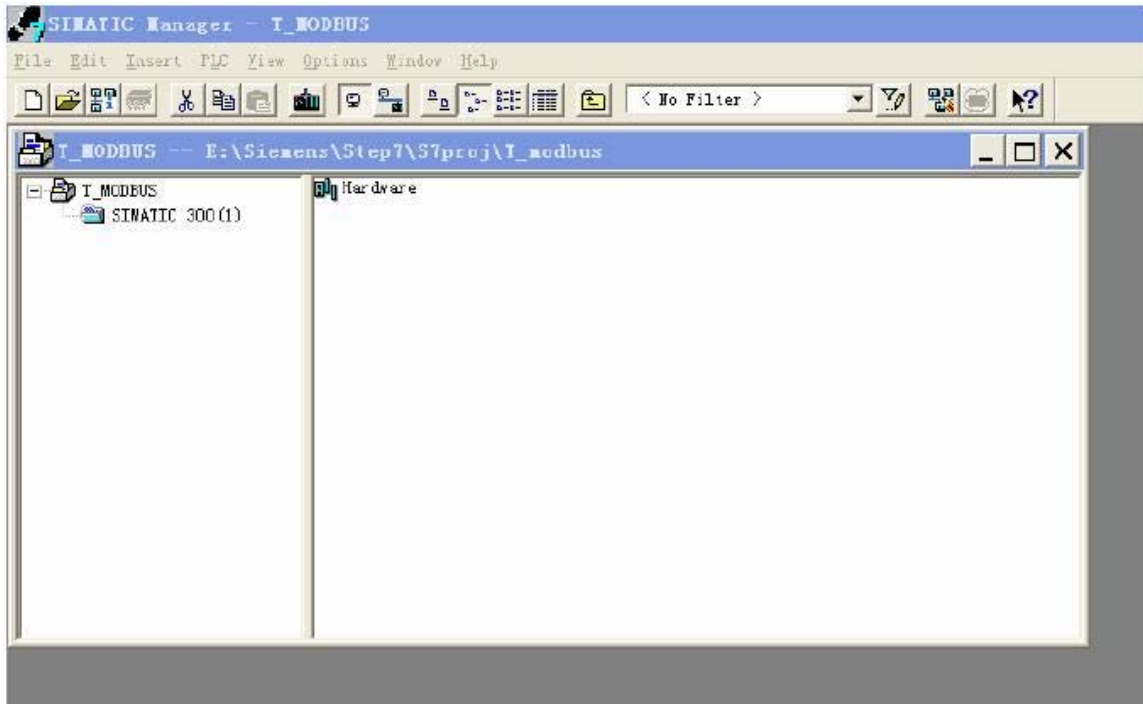 SIMATIC Manager - T_MODBUS
File Edit Insert PLC View Options Window Help
< No Filter >
T_MODBUS -- E:\Siemens\Step7\S7proj\T_modbus
T_MODBUS
SIMATIC 300(1)
Hardware